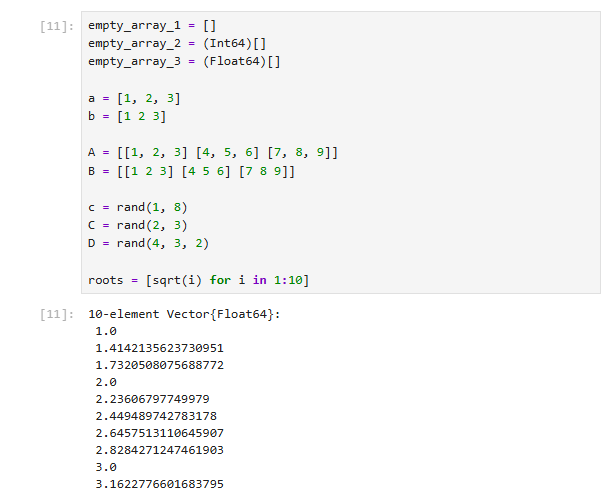 [11]: empty_array_1 = []
empty_array_2 = (Int64)[]
empty_array_3 = (Float64)[]
a = [1, 2, 3]
b = [1 2 3]
A = [[1, 2, 3] [4, 5, 6] [7, 8, 9]]
B = [[1 2 3] [4 5 6] [7 8 9]]
c = rand(1, 8)
C = rand(2, 3)
D = rand(4, 3, 2)
roots = [sqrt(i) for i in 1:10]
[11]: 10-element Vector{Float64}:
1.0
1.4142135623730951
1.7320508075688772
2.0
2.23606797749979
2.449489742783178
2.6457513110645907
2.8284271247461903
3.0
3.1622776601683795